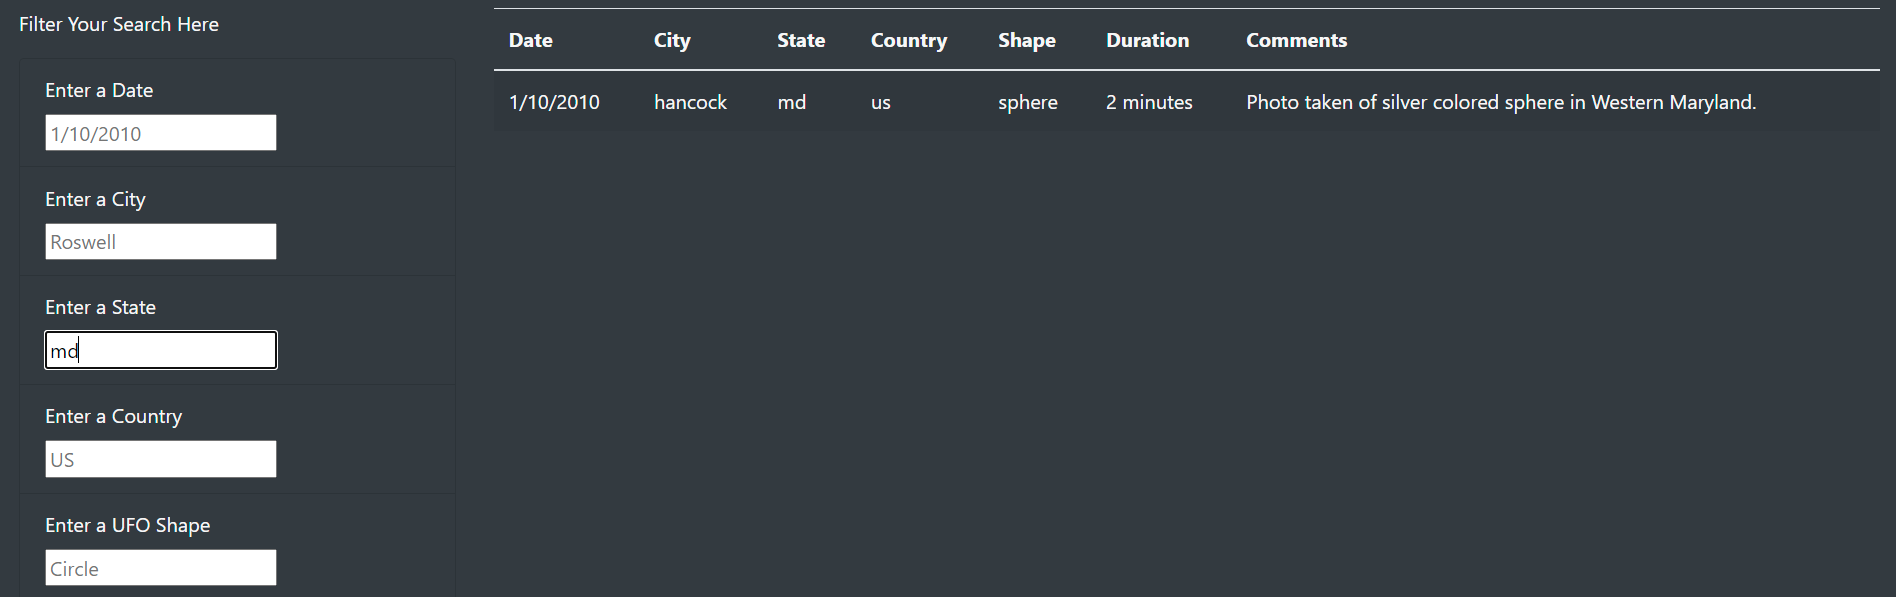 Filter Your Search Here
Enter a Date
1/10/2010
Enter a City
Roswell
Enter a State
md
Enter a Country
US
Enter a UFO Shape
Circle
Date City State Country Shape Duration Comments
1/10/2010 hancock md us sphere 2 minutes Photo taken of silver colored sphere in Western Maryland.